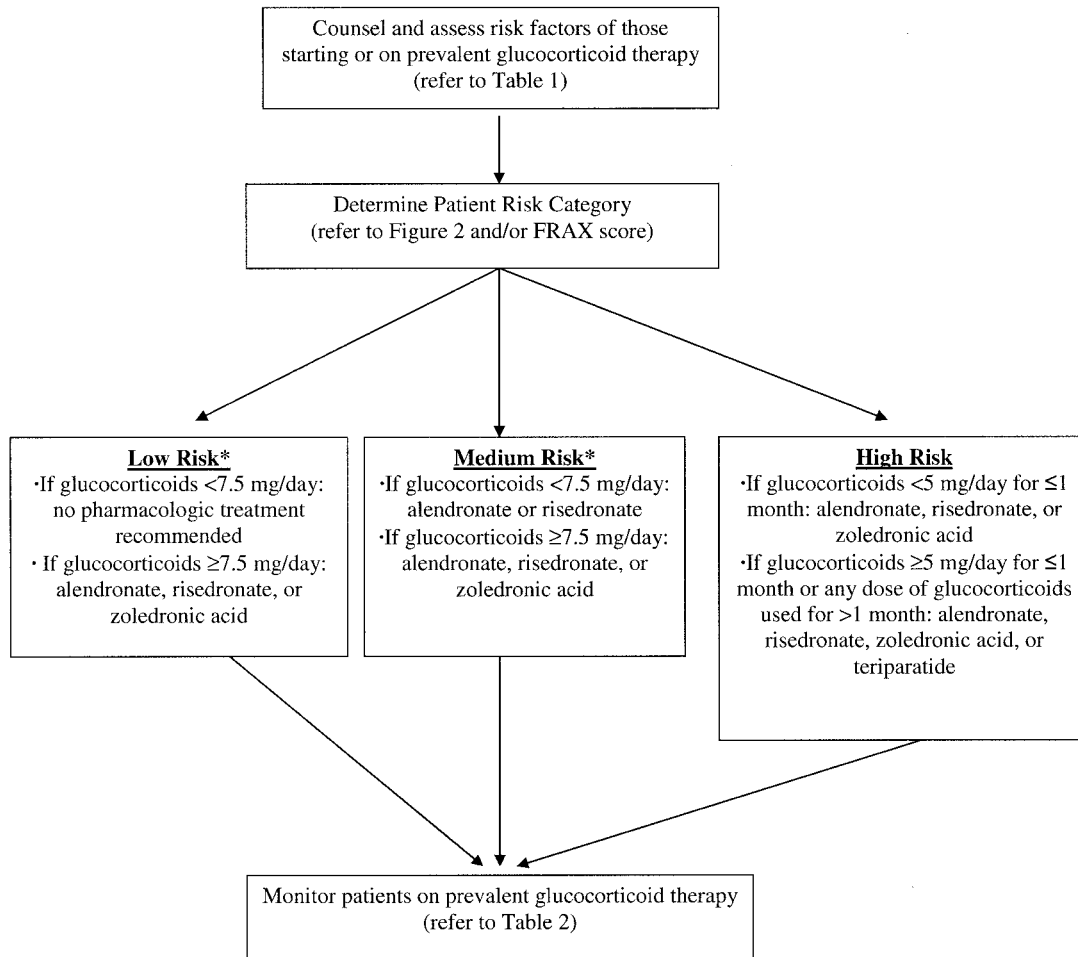 Counsel and assess risk factors of those
starting or on prevalent glucocorticoid therapy
(refer to Table 1)
Determine Patient Risk Category
(refer to Figure 2 and/or FRAX score)
Low Risk*
·If glucocorticoids <7.5 mg/day:
no pharmacologic treatment
recommended
· If glucocorticoids ≥7.5 mg/day:
alendronate, risedronate, or
zoledronic acid
Medium Risk*
·If glucocorticoids <7.5 mg/day:
alendronate or risedronate
·If glucocorticoids ≥7.5 mg/day:
alendronate, risedronate, or
zoledronic acid
High Risk
·If glucocorticoids <5 mg/day for ≤1
month: alendronate, risedronate, or
zoledronic acid
·If glucocorticoids ≥5 mg/day for ≤1
month or any dose of glucocorticoids
used for >1 month: alendronate,
risedronate, zoledronic acid, or
teriparatide
Monitor patients on prevalent glucocorticoid therapy
(refer to Table 2)